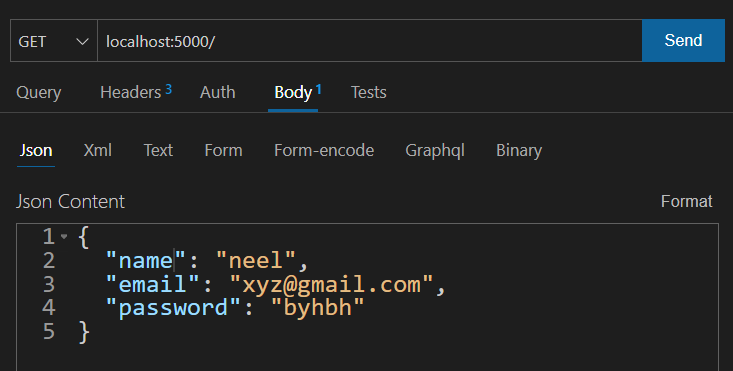 GET localhost:5000/ Send
Query Headers 3 Auth Body 1 Tests
Json Xml Text Form Form-encode Graphql Binary
Json Content Format
1 {
2 "name": "neel",
3 "email": "xyz@gmail.com",
4 "password": "byhbh"
5 }